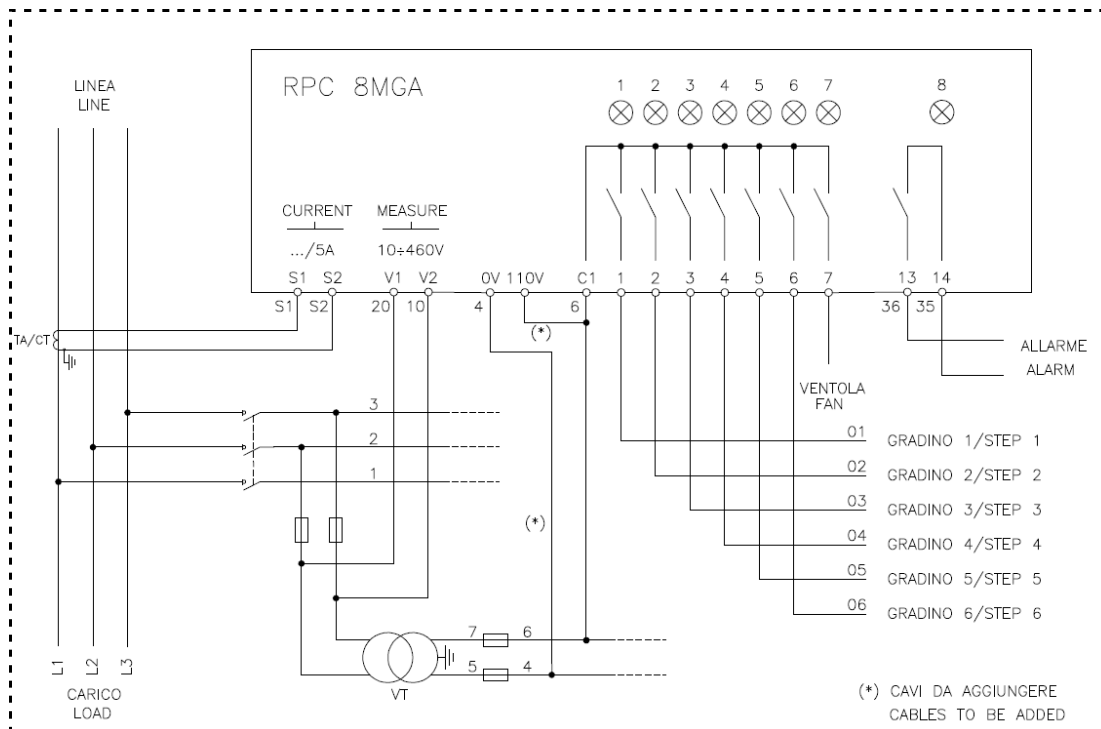 LINEA
LINE
RPC 8MGA
1 2 3 4 5 6 7 8
CURRENT MEASURE
.../5A 10÷460V
S1 S2 V1 V2 0V 110V C1 1 2 3 4 5 6 7 13 14
S1 S2 20 10 4 6 36 35
(*)
TA/CT
ALLARME
ALARM
VENTOLA
FAN
3
2
1
01 GRADINO 1/STEP 1
02 GRADINO 2/STEP 2
03 GRADINO 3/STEP 3
04 GRADINO 4/STEP 4
05 GRADINO 5/STEP 5
06 GRADINO 6/STEP 6
(*)
7 6
5 4
VT
L1 L2 L3
CARICO
LOAD
(*) CAVI DA AGGIUNGERE
CABLES TO BE ADDED